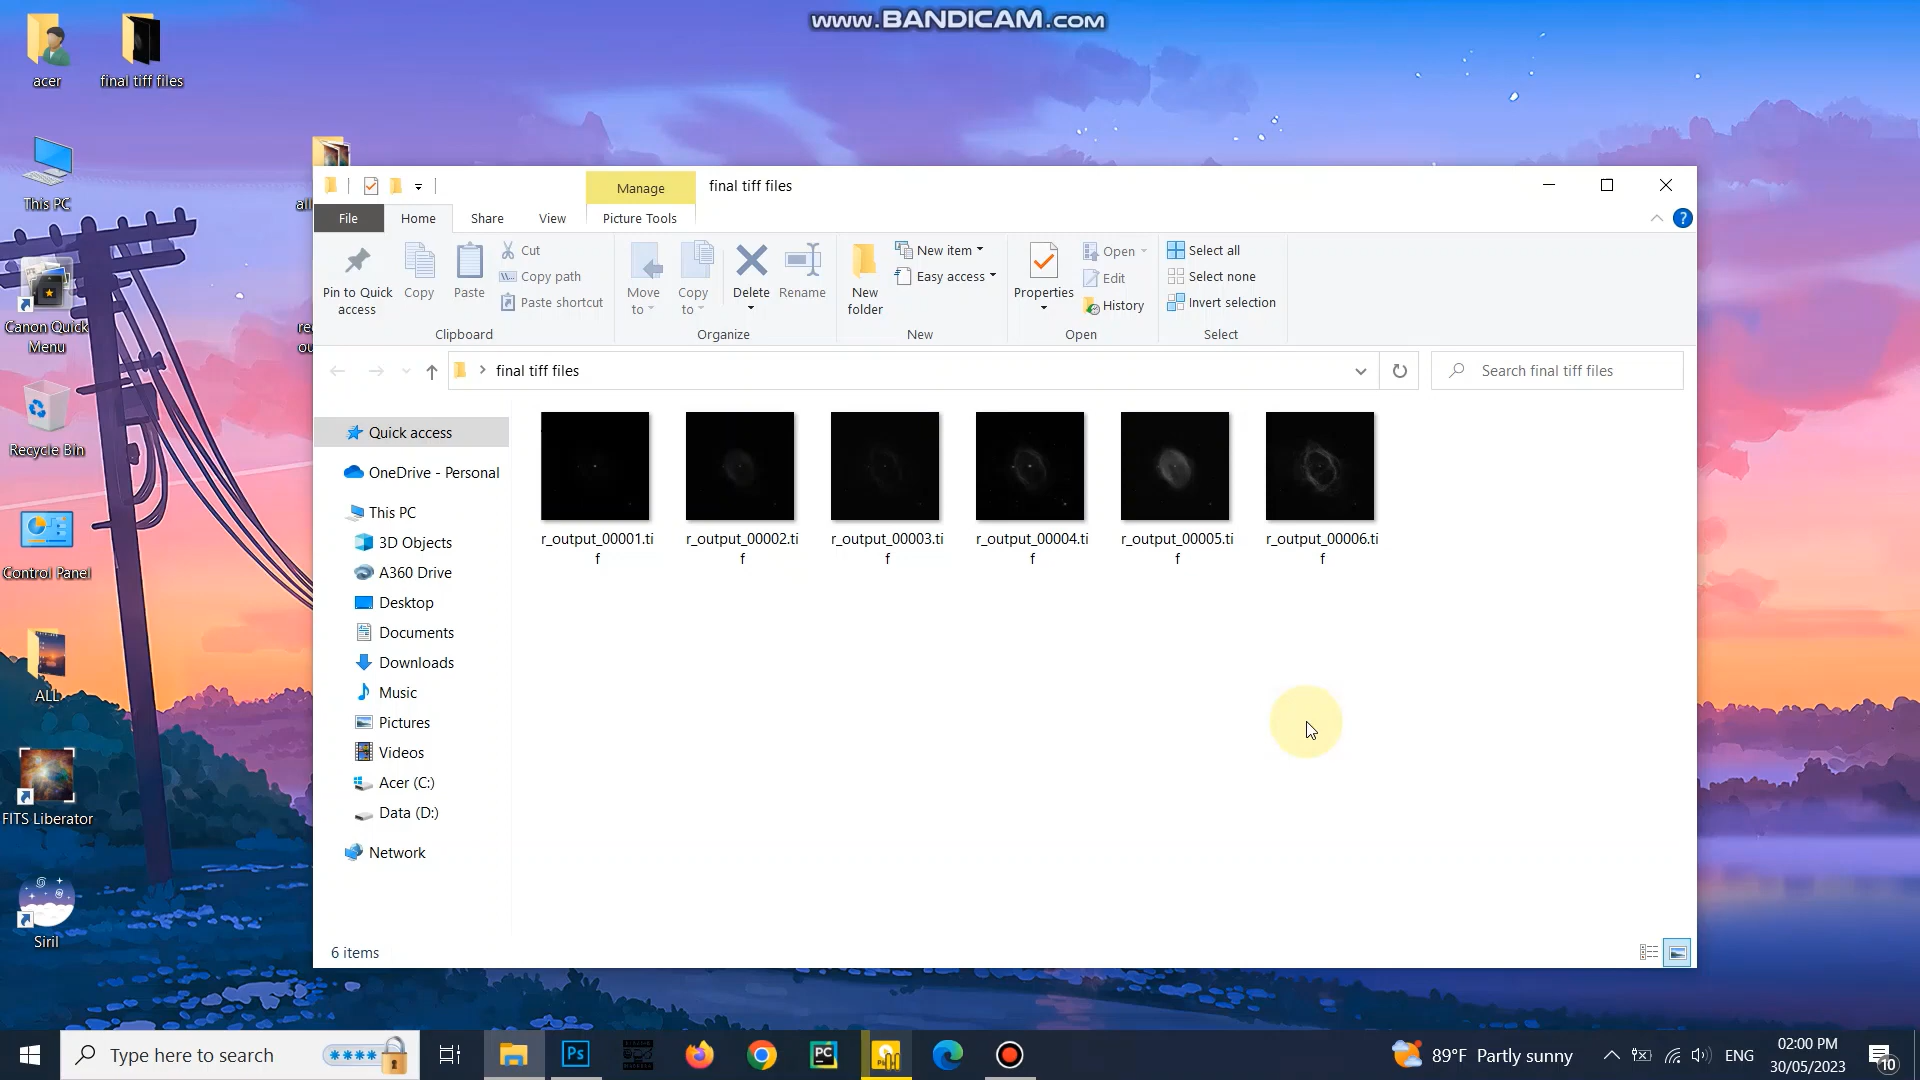 www.BANDICAM.com
acer
final tiff files
This PC
Canon Quick
Menu
Recycle Bin
Control Panel
ALL
FITS Liberator
Siril
all
re
ou
Manage
final tiff files
File
Home
Share
View
Picture Tools
Pin to Quick
access
Copy
Paste
Cut
Copy path
Paste shortcut
Clipboard
Move
to
Copy
to
Delete
Rename
Organize
New
folder
New item
Easy access
New
Properties
Open
Edit
History
Open
Select all
Select none
Invert selection
Select
final tiff files
Search final tiff files
Quick access
OneDrive - Personal
This PC
3D Objects
A360 Drive
Desktop
Documents
Downloads
Music
Pictures
Videos
Acer (C:)
Data (D:)
Network
r_output_00001.ti
f
r_output_00002.ti
f
r_output_00003.ti
f
r_output_00004.ti
f
r_output_00005.ti
f
r_output_00006.ti
f
6 items
Type here to search
****
Ps
PC
89°F Partly sunny
ENG
02:00 PM
30/05/2023
10